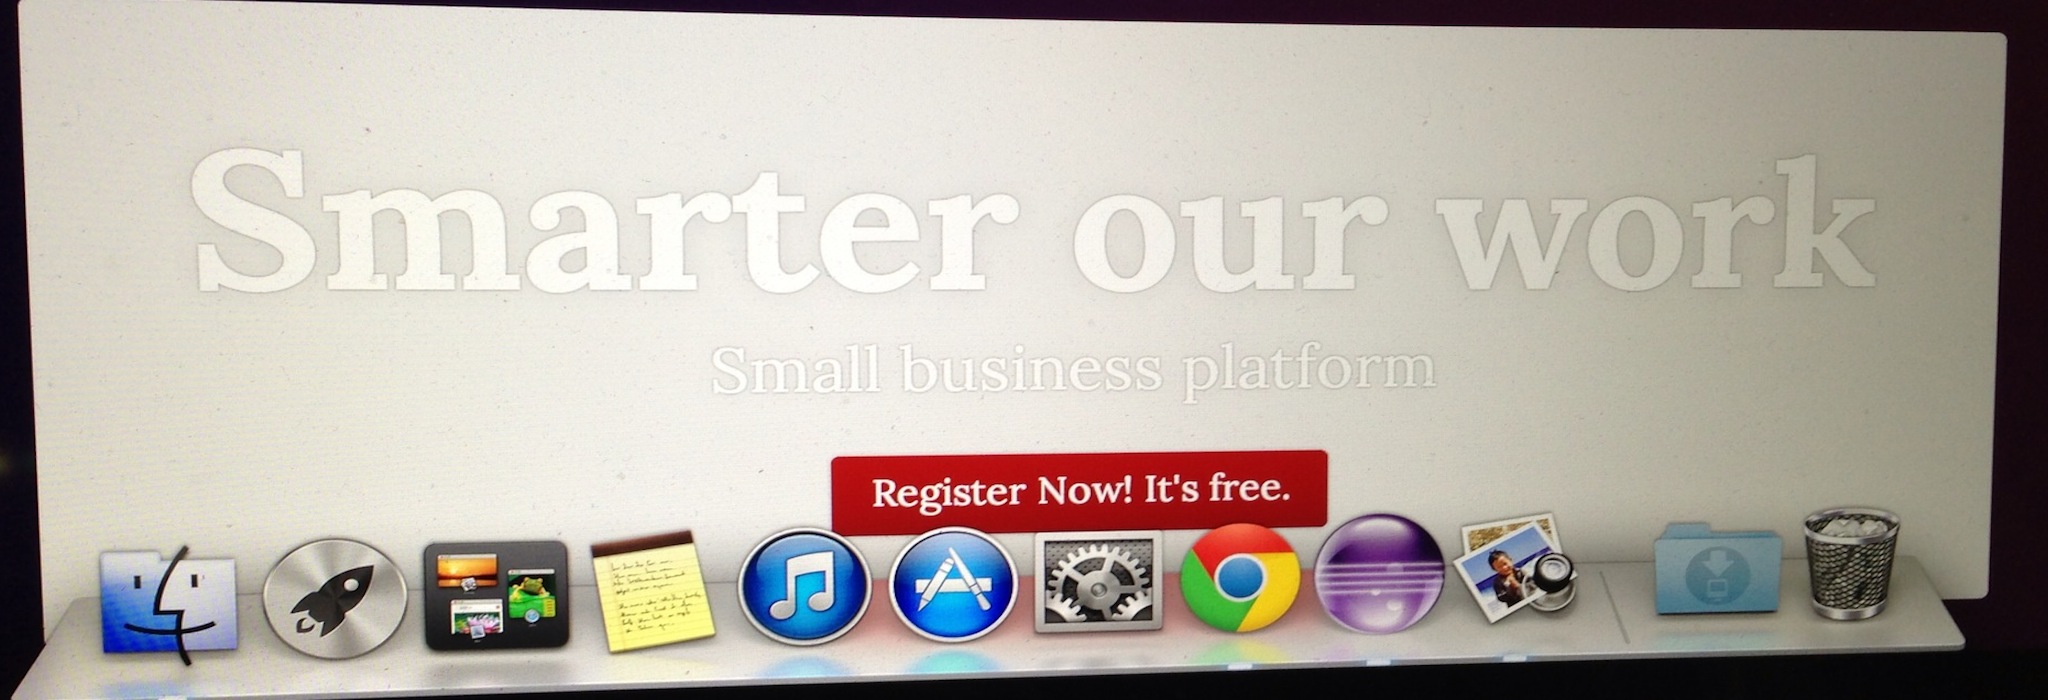 Smarter our work
Small business platform
Register Now! It's free.